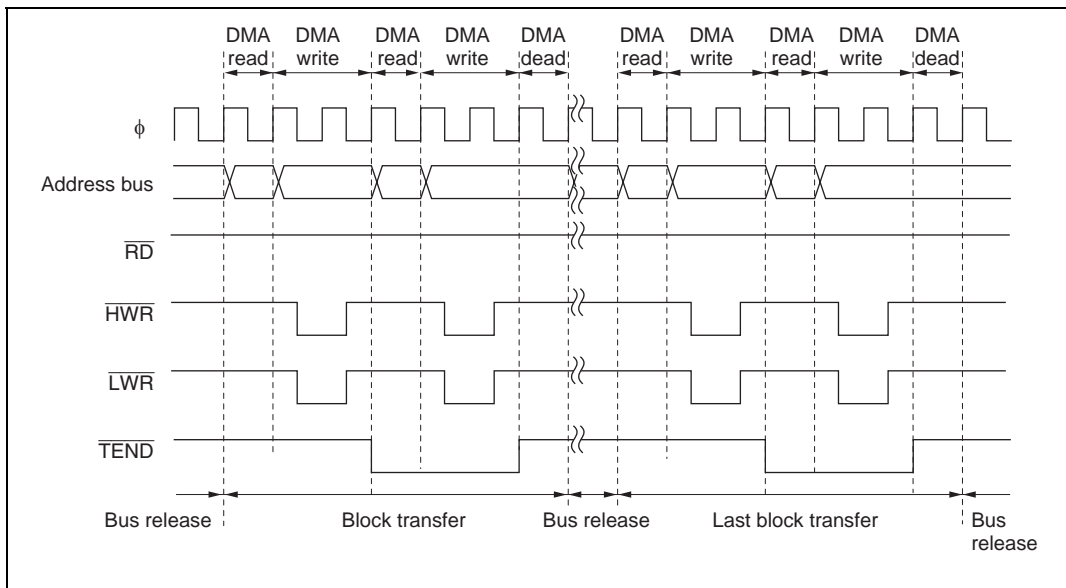 DMA read
DMA write
DMA read
DMA write
DMA dead
DMA read
DMA write
DMA read
DMA write
DMA dead
ϕ
Address bus
RD
HWR
LWR
TEND
Bus release
Block transfer
Bus release
Last block transfer
Bus release